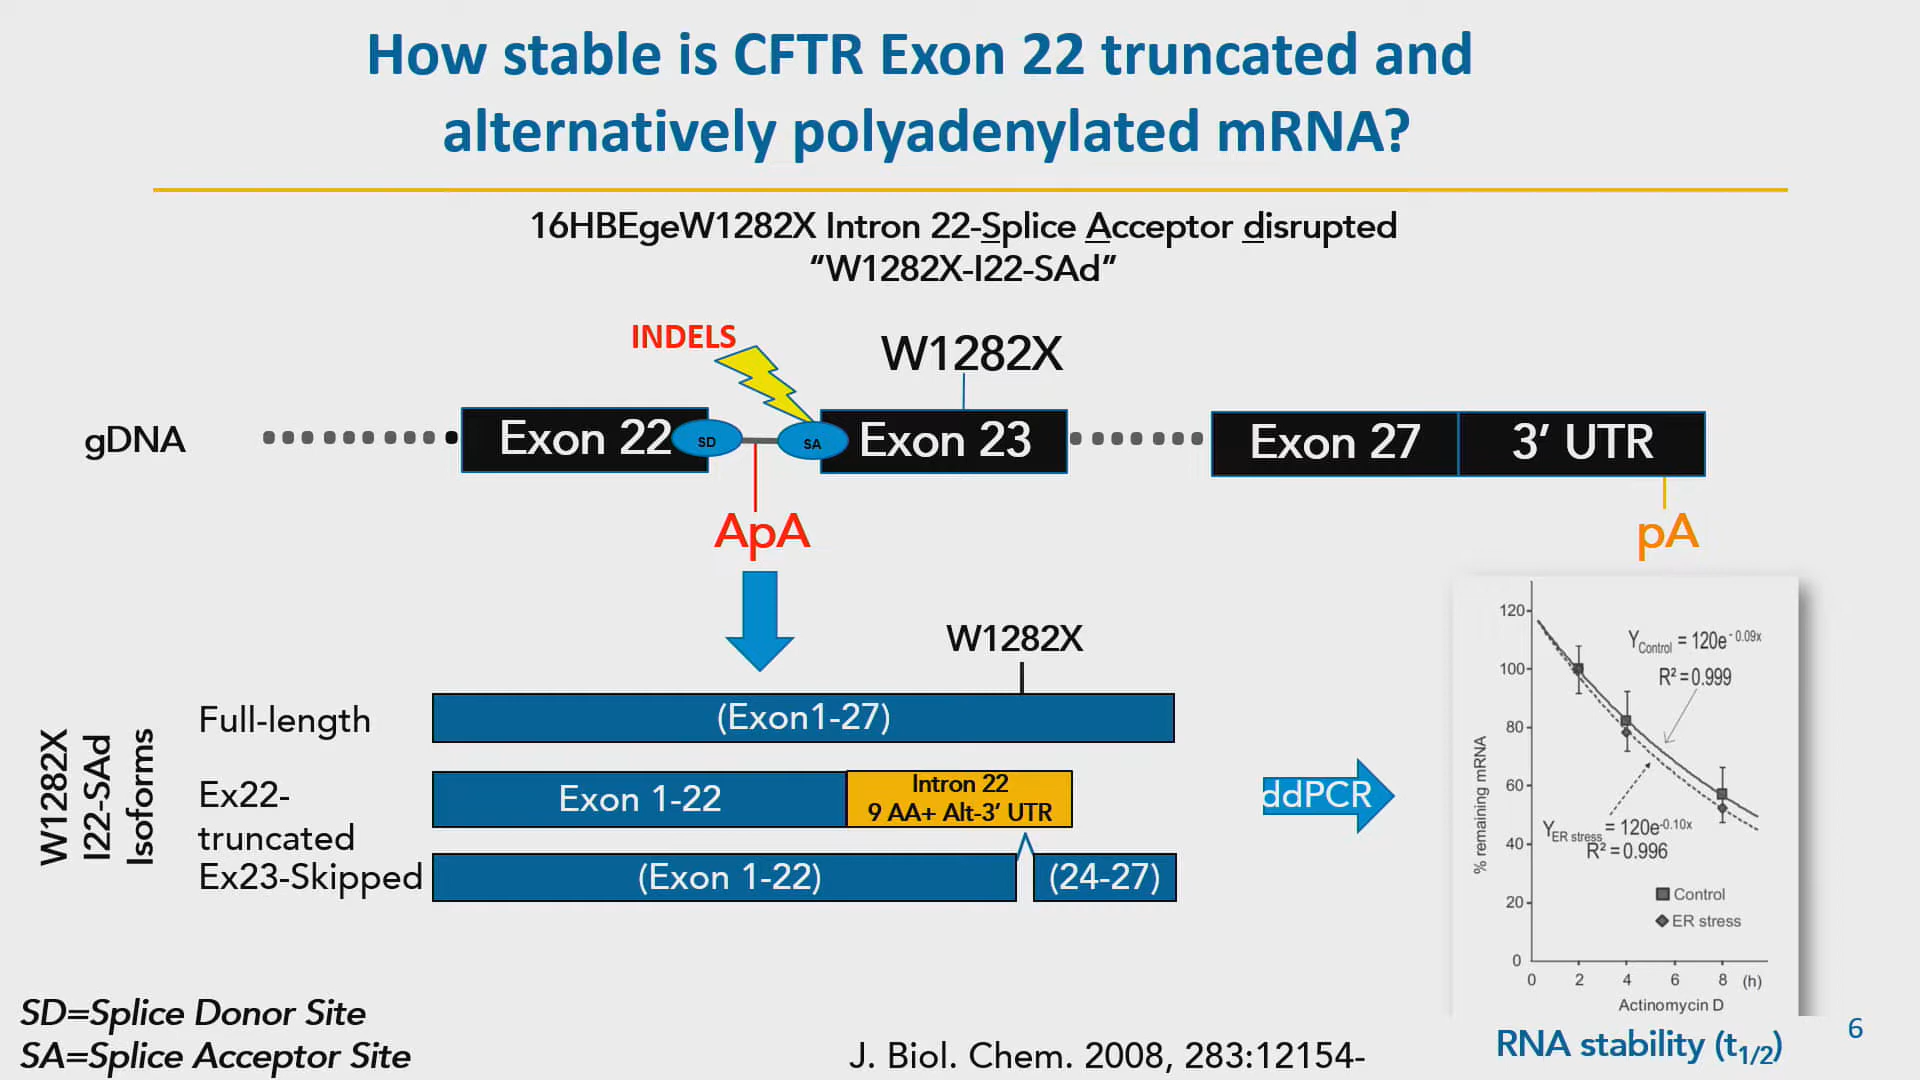 How stable is CFTR Exon 22 truncated and
alternatively polyadenylated mRNA?
16HBEgeW1282X Intron 22-Splice Acceptor disrupted
“W1282X-I22-SAd”
INDELS
W1282X
gDNA
Exon 22
SD
SA
Exon 23
Exon 27
3’ UTR
ApA
pA
W1282X
W1282X
I22-SAd
Isoforms
Full-length
(Exon1-27)
Ex22-
truncated
Exon 1-22
Intron 22
9 AA+ Alt-3’ UTR
Ex23-Skipped
(Exon 1-22)
(24-27)
ddPCR
% remaining mRNA
120
100
80
60
40
20
0
0 2 4 6 8 (h)
Actinomycin D
YControl = 120e- 0.09x
R² = 0.999
YER stress = 120e-0.10x
R² = 0.996
Control
ER stress
SD=Splice Donor Site
SA=Splice Acceptor Site
J. Biol. Chem. 2008, 283:12154-
RNA stability (t1/2)
6